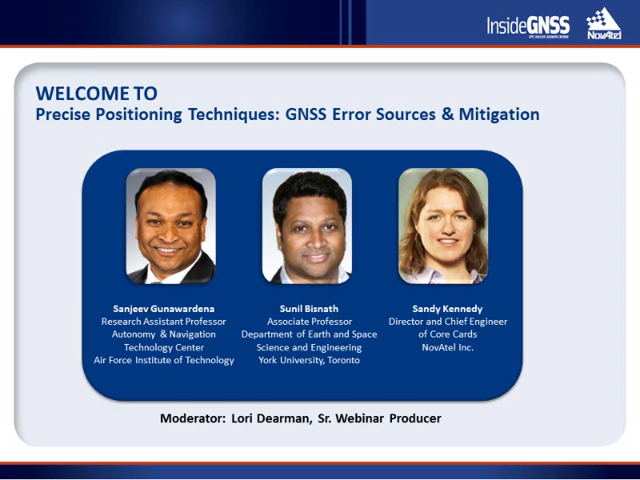 InsideGNSS
NovAtel
WELCOME TO
Precise Positioning Techniques: GNSS Error Sources & Mitigation
Sanjeev Gunawardena
Research Assistant Professor
Autonomy & Navigation
Technology Center
Air Force Institute of Technology
Sunil Bisnath
Associate Professor
Department of Earth and Space
Science and Engineering
York University, Toronto
Sandy Kennedy
Director and Chief Engineer
of Core Cards
NovAtel Inc.
Moderator: Lori Dearman, Sr. Webinar Producer